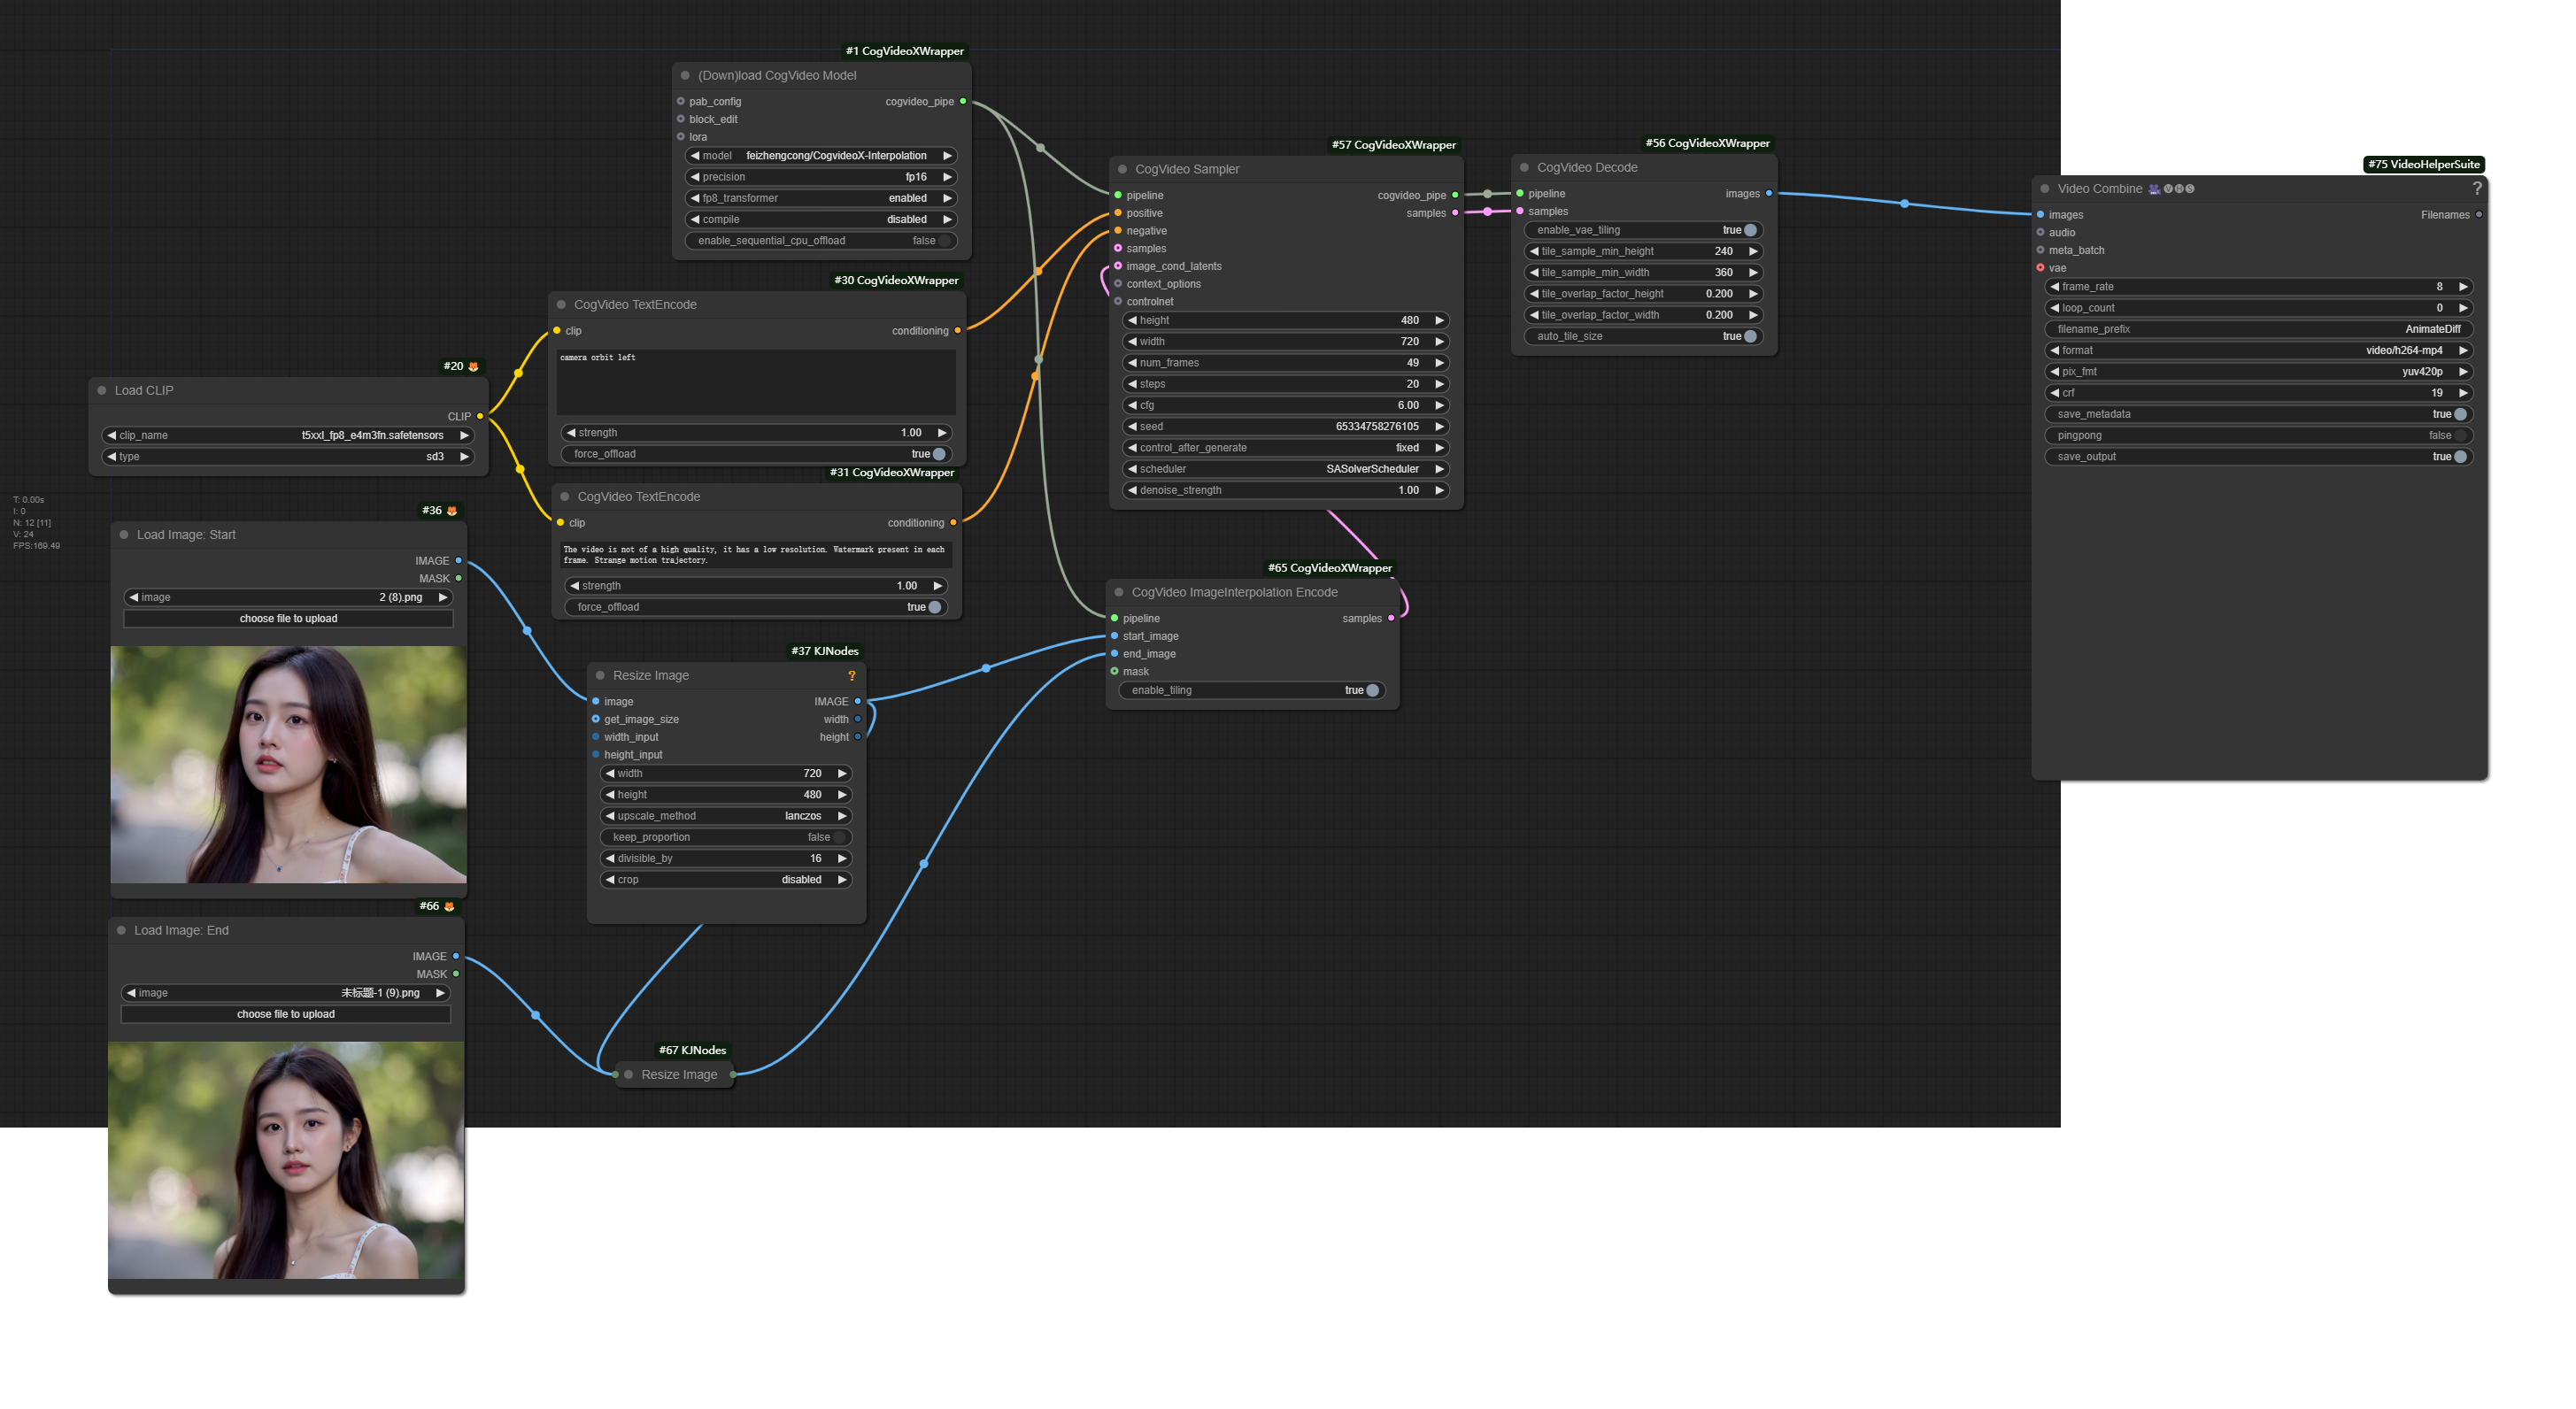 #1 CogVideoXWrapper
(Down)load CogVideo Model
pab_config cogvideo_pipe
block_edit
lora
model feizhengcong/CogvideoX-Interpolation
precision fp16
fp8_transformer enabled
compile disabled
enable_sequential_cpu_offload false
#30 CogVideoXWrapper
CogVideo TextEncode
clip conditioning
camera orbit left
strength 1.00
force_offload true
#20
Load CLIP
CLIP
clip_name t5xxl_fp8_e4m3fn.safetensors
type sd3
#31 CogVideoXWrapper
CogVideo TextEncode
clip conditioning
The video is not of a high quality, it has a low resolution. Watermark present in each
frame. Strange motion trajectory.
strength 1.00
force_offload true
T: 0.00s
I: 0
N: 12 [11]
V: 24
FPS:169.49
#36
Load Image: Start
IMAGE
MASK
image 2 (8).png
choose file to upload
#66
Load Image: End
IMAGE
MASK
image 未标题-1 (9).png
choose file to upload
#37 KJNodes
Resize Image ?
image IMAGE
get_image_size width
width_input height
height_input
width 720
height 480
upscale_method lanczos
keep_proportion false
divisible_by 16
crop disabled
#67 KJNodes
Resize Image
#57 CogVideoXWrapper
CogVideo Sampler
pipeline cogvideo_pipe
positive samples
negative
samples
image_cond_latents
context_options
controlnet
height 480
width 720
num_frames 49
steps 20
cfg 6.00
seed 65334758276105
control_after_generate fixed
scheduler SASolverScheduler
denoise_strength 1.00
#65 CogVideoXWrapper
CogVideo ImageInterpolation Encode
pipeline samples
start_image
end_image
mask
enable_tiling true
#56 CogVideoXWrapper
CogVideo Decode
pipeline images
samples
enable_vae_tiling true
tile_sample_min_height 240
tile_sample_min_width 360
tile_overlap_factor_height 0.200
tile_overlap_factor_width 0.200
auto_tile_size true
#75 VideoHelperSuite
Video Combine 🎥🅥🅗🅢 ?
images Filenames
audio
meta_batch
vae
frame_rate 8
loop_count 0
filename_prefix AnimateDiff
format video/h264-mp4
pix_fmt yuv420p
crf 19
save_metadata true
pingpong false
save_output true